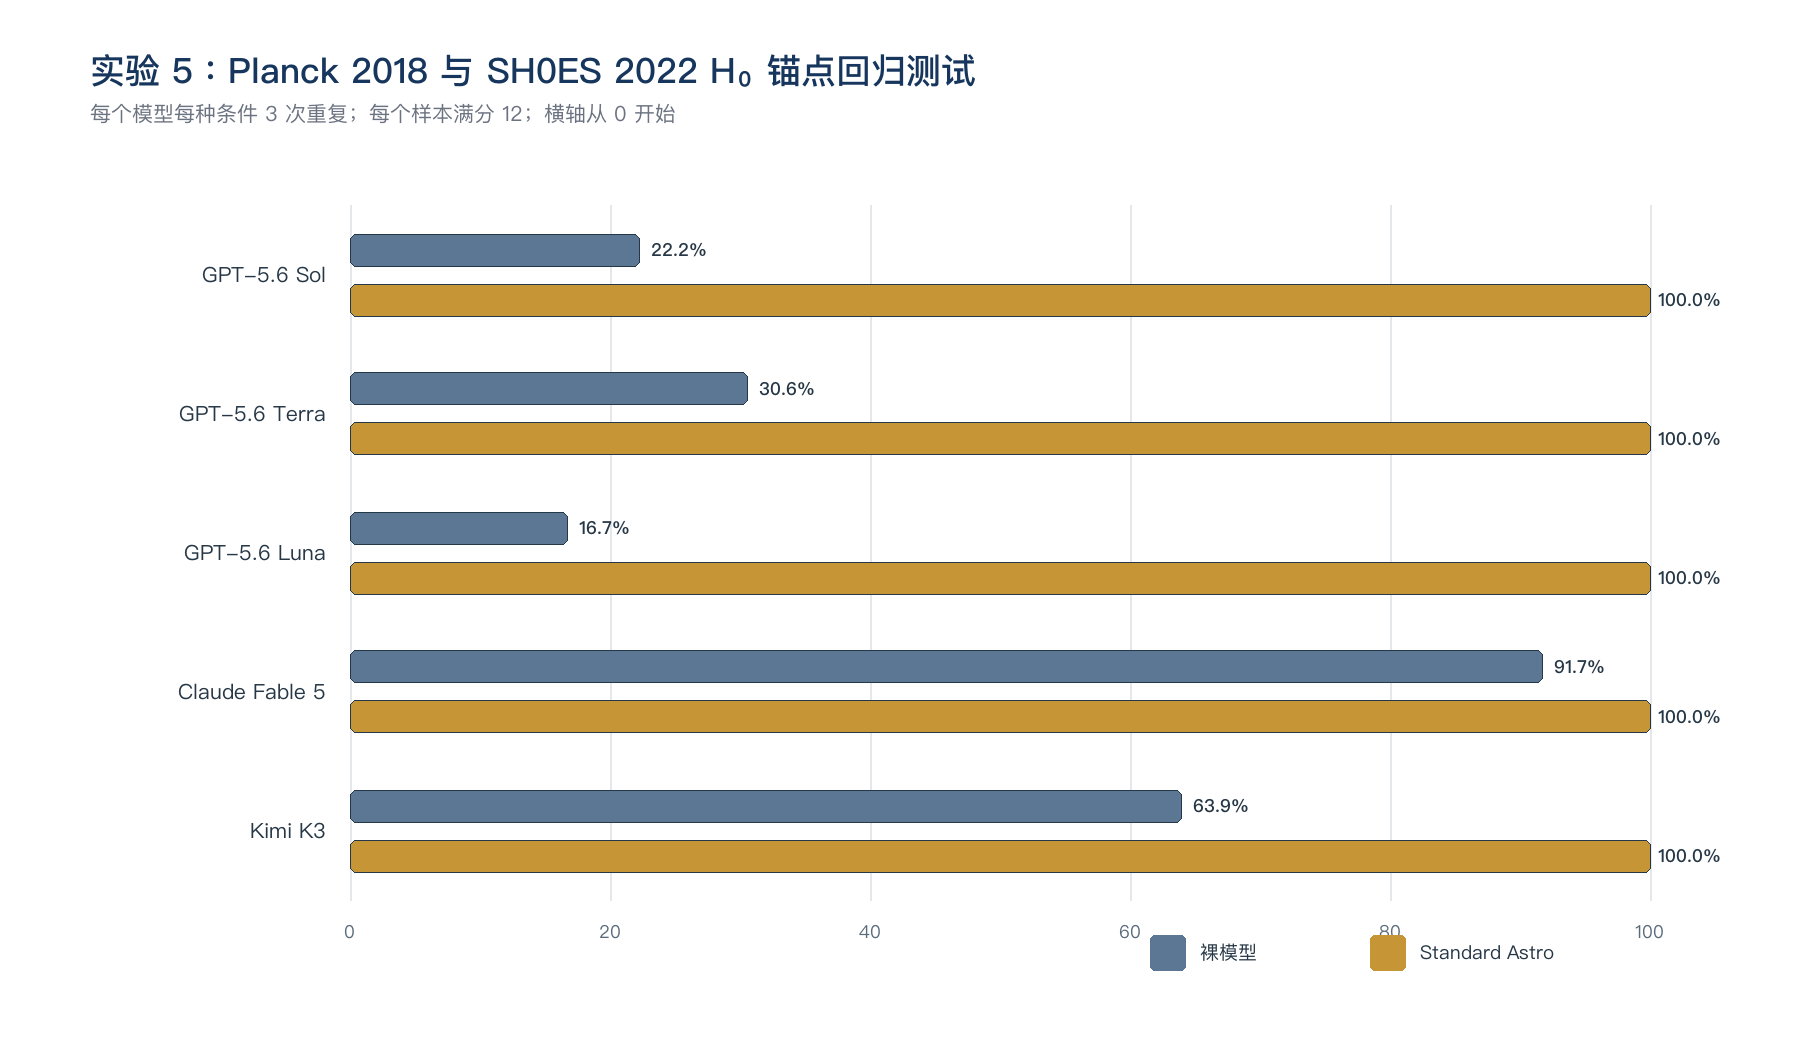 实验 5：Planck 2018 与 SH0ES 2022 H₀ 锚点回归测试
每个模型每种条件 3 次重复；每个样本满分 12；横轴从 0 开始
22.2%
GPT–5.6 Sol
100.0%
30.6%
GPT–5.6 Terra
100.0%
16.7%
GPT–5.6 Luna
100.0%
91.7%
Claude Fable 5
100.0%
63.9%
Kimi K3
100.0%
0 20 40 60 80 100
裸模型 Standard Astro